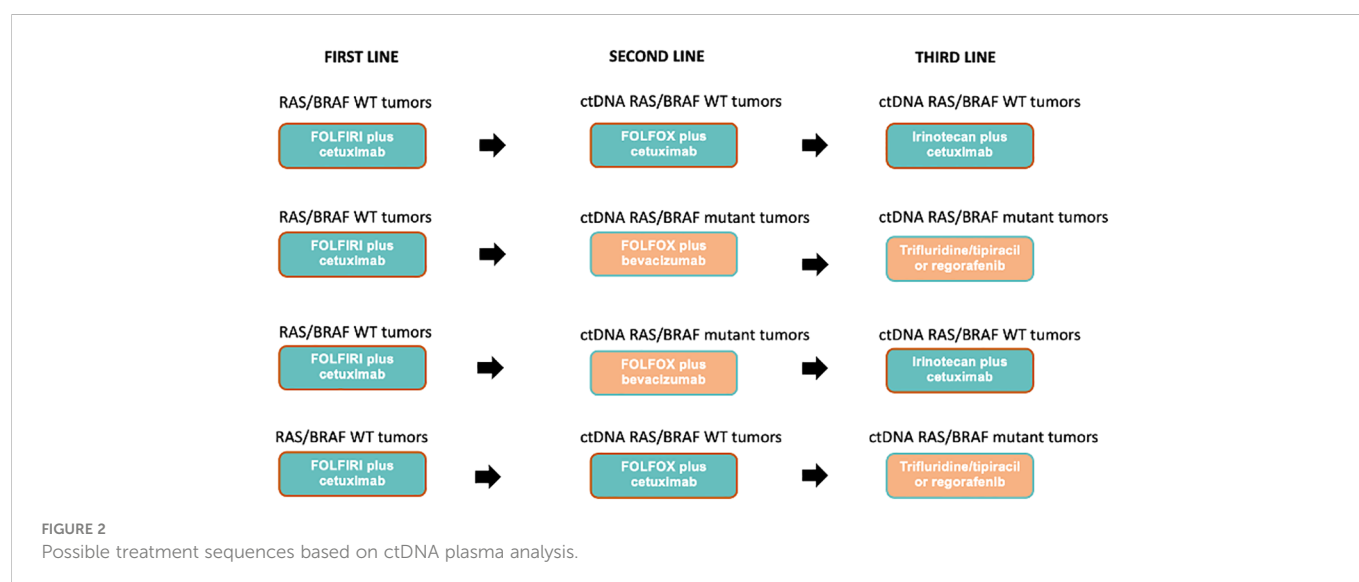 FIRST LINE
SECOND LINE
THIRD LINE
RAS/BRAF WT tumors
ctDNA RAS/BRAF WT tumors
ctDNA RAS/BRAF WT tumors
FOLFIRI plus
cetuximab
FOLFOX plus
cetuximab
Irinotecan plus
cetuximab
RAS/BRAF WT tumors
ctDNA RAS/BRAF mutant tumors
ctDNA RAS/BRAF mutant tumors
FOLFIRI plus
cetuximab
FOLFOX plus
bevacizumab
Trifluridine/tipiracil
or regorafenib
RAS/BRAF WT tumors
ctDNA RAS/BRAF mutant tumors
ctDNA RAS/BRAF WT tumors
FOLFIRI plus
cetuximab
FOLFOX plus
bevacizumab
Irinotecan plus
cetuximab
RAS/BRAF WT tumors
ctDNA RAS/BRAF WT tumors
ctDNA RAS/BRAF mutant tumors
FOLFIRI plus
cetuximab
FOLFOX plus
cetuximab
Trifluridine/tipiracil
or regorafenib
FIGURE 2
Possible treatment sequences based on ctDNA plasma analysis.